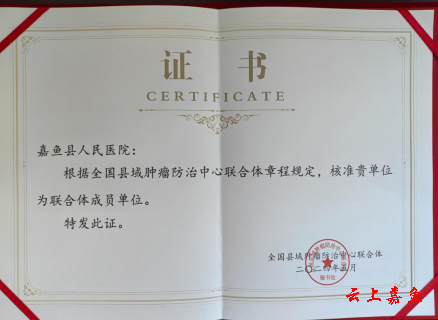 证 书
CERTIFICATE
嘉鱼县人民医院：
根据全国县域肿瘤防治中心联合体章程规定，核准贵单位
为联合体成员单位。
特发此证。
全国县域肿瘤防治中心联合体
二〇二四年五月
秘书处
云上嘉鱼